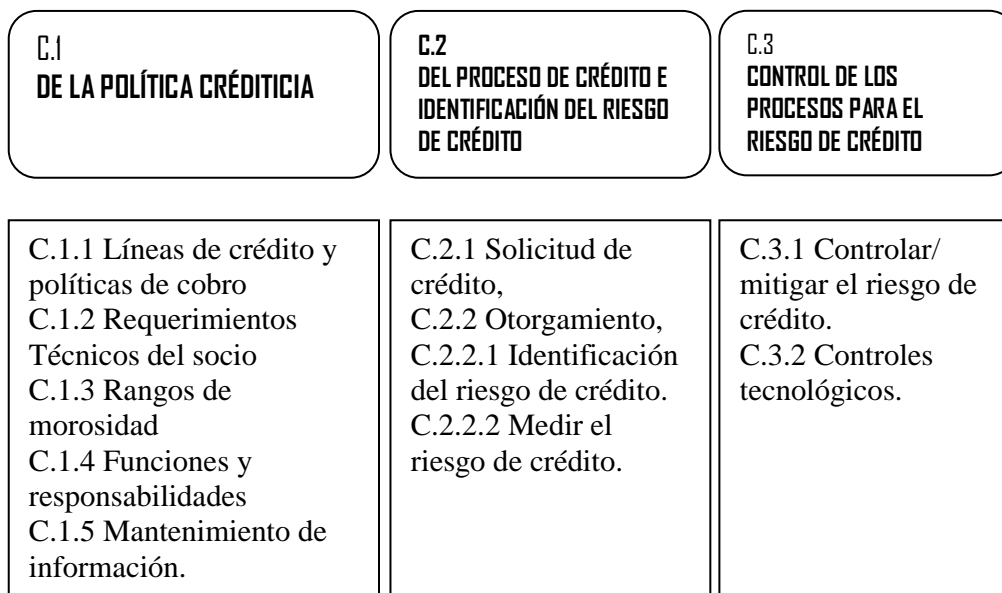 C.1
DE LA POLÍTICA CRÉDITICIA
C.2
DEL PROCESO DE CRÉDITO E
IDENTIFICACIÓN DEL RIESGO
DE CRÉDITO
C.3
CONTROL DE LOS
PROCESOS PARA EL
RIESGO DE CRÉDITO
C.1.1 Líneas de crédito y
políticas de cobro
C.1.2 Requerimientos
Técnicos del socio
C.1.3 Rangos de
morosidad
C.1.4 Funciones y
responsabilidades
C.1.5 Mantenimiento de
información.
C.2.1 Solicitud de
crédito,
C.2.2 Otorgamiento,
C.2.2.1 Identificación
del riesgo de crédito.
C.2.2.2 Medir el
riesgo de crédito.
C.3.1 Controlar/
mitigar el riesgo de
crédito.
C.3.2 Controles
tecnológicos.